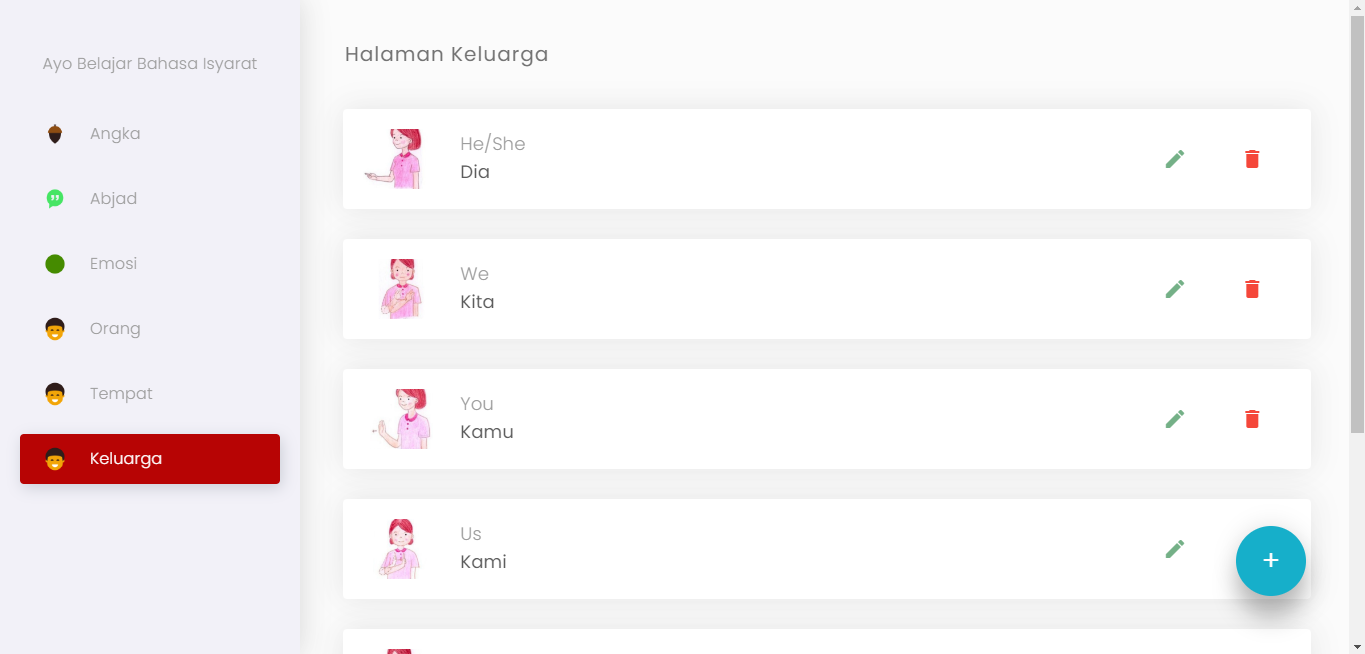 Ayo Belajar Bahasa Isyarat
Angka
Abjad
Emosi
Orang
Tempat
Keluarga
Halaman Keluarga
He/She
Dia
We
Kita
You
Kamu
Us
Kami